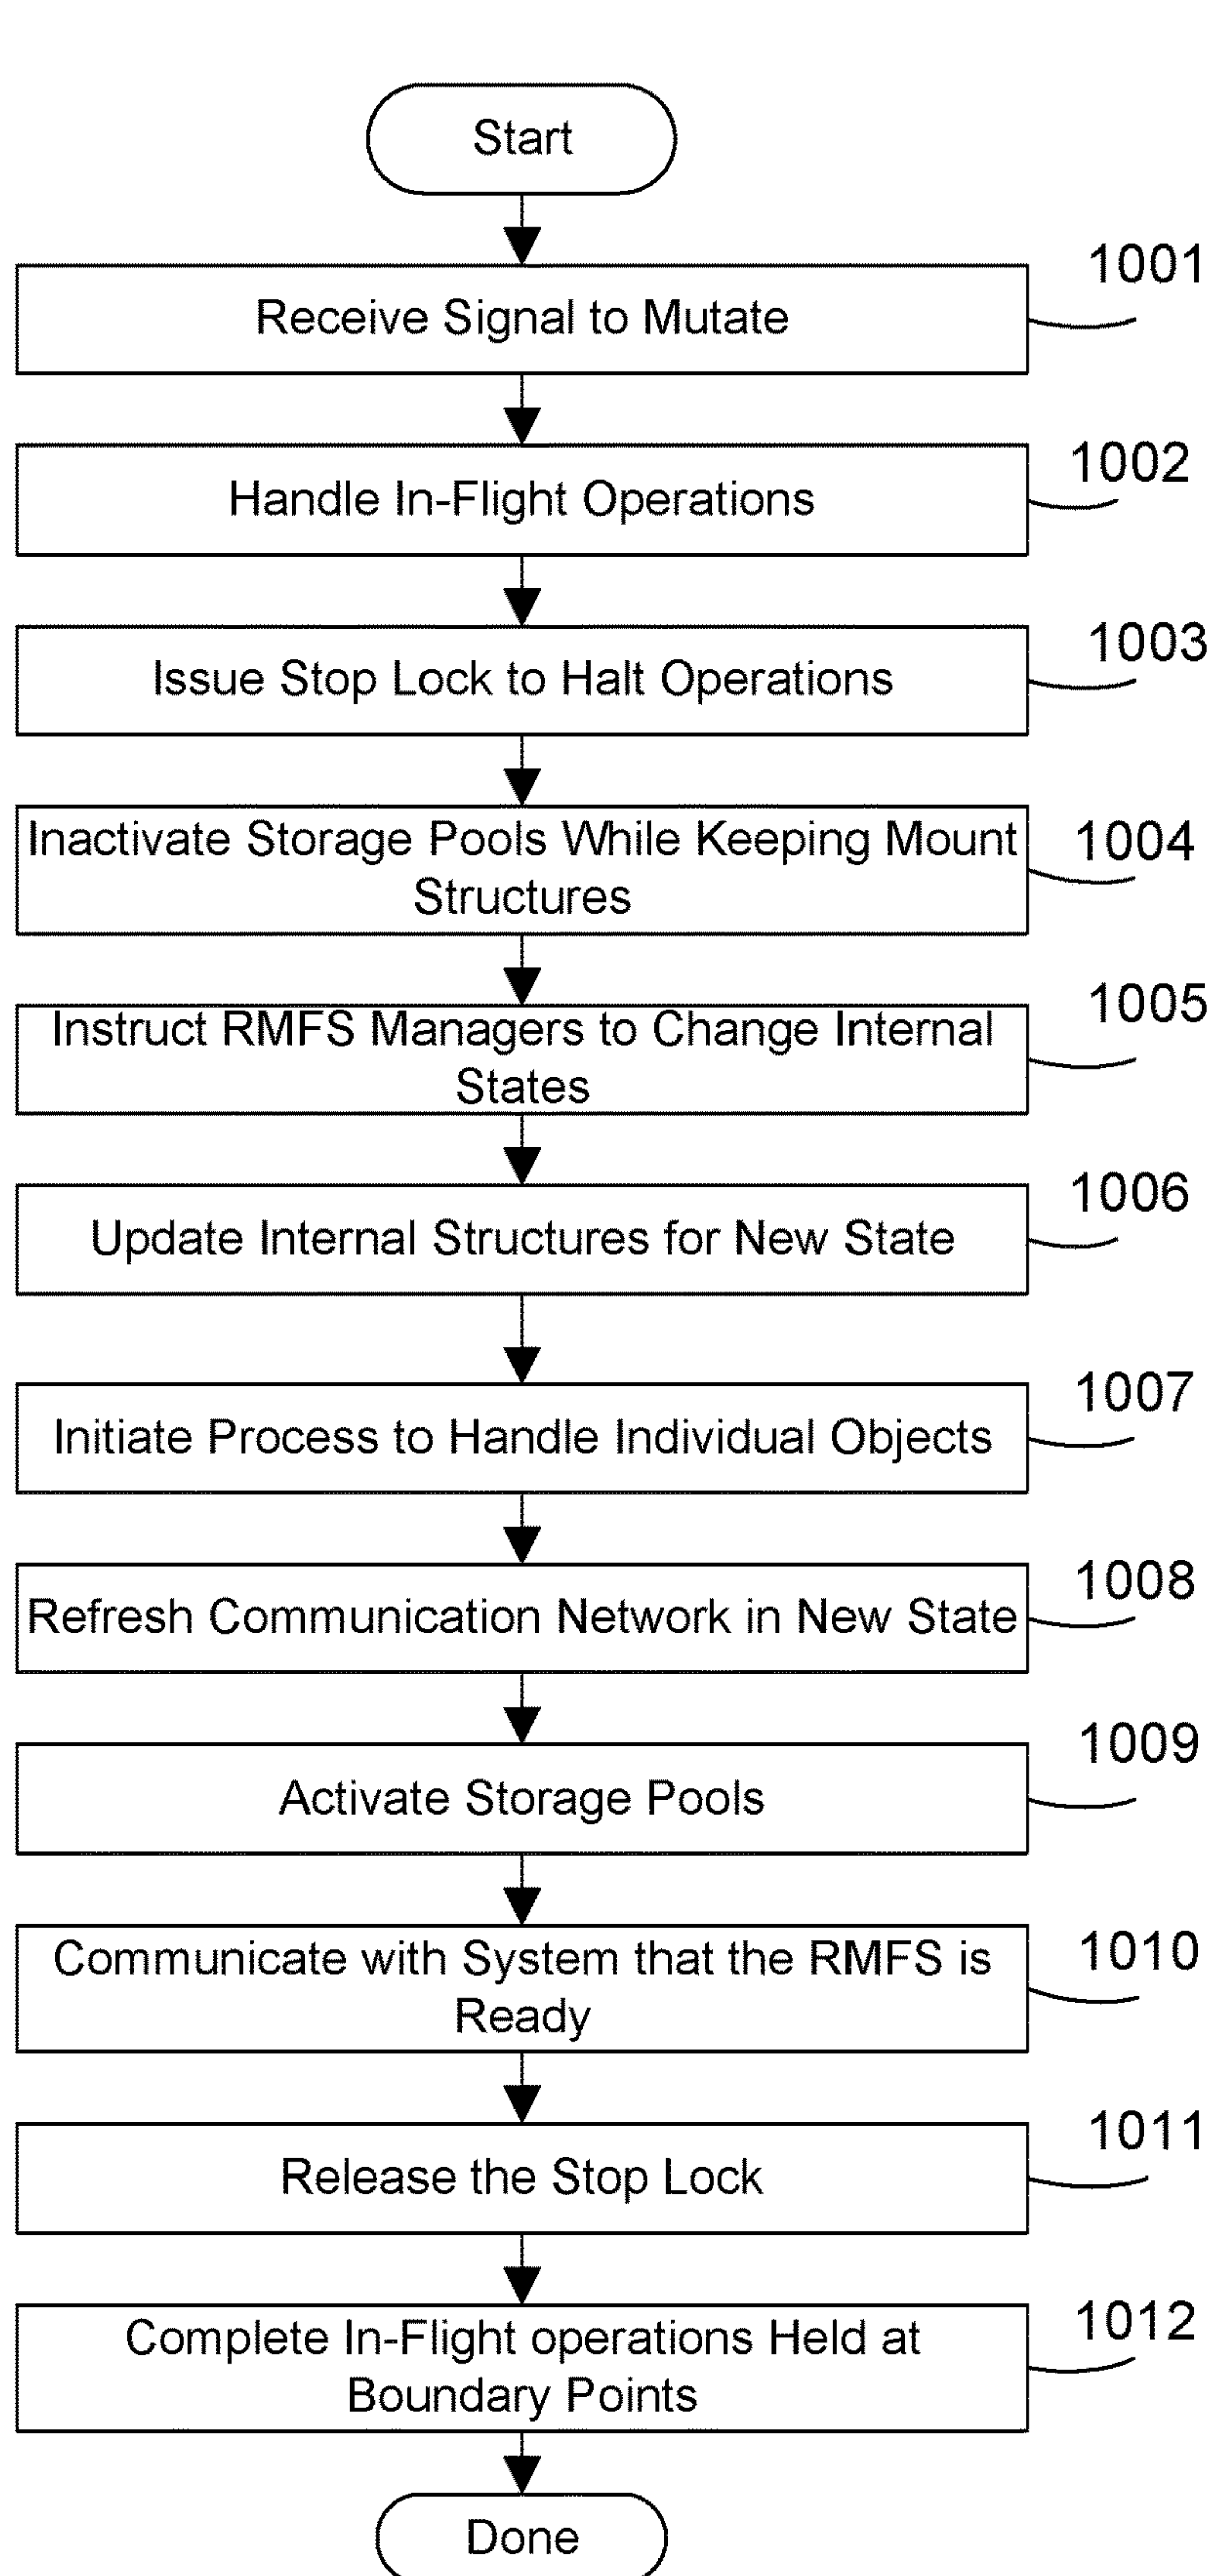 Start
1001
Receive Signal to Mutate
1002
Handle In-Flight Operations
1003
Issue Stop Lock to Halt Operations
1004
Inactivate Storage Pools While Keeping Mount
Structures
1005
Instruct RMFS Managers to Change Internal
States
1006
Update Internal Structures for New State
1007
Initiate Process to Handle Individual Objects
1008
Refresh Communication Network in New State
1009
Activate Storage Pools
1010
Communicate with System that the RMFS is
Ready
1011
Release the Stop Lock
1012
Complete In-Flight operations Held at
Boundary Points
Done